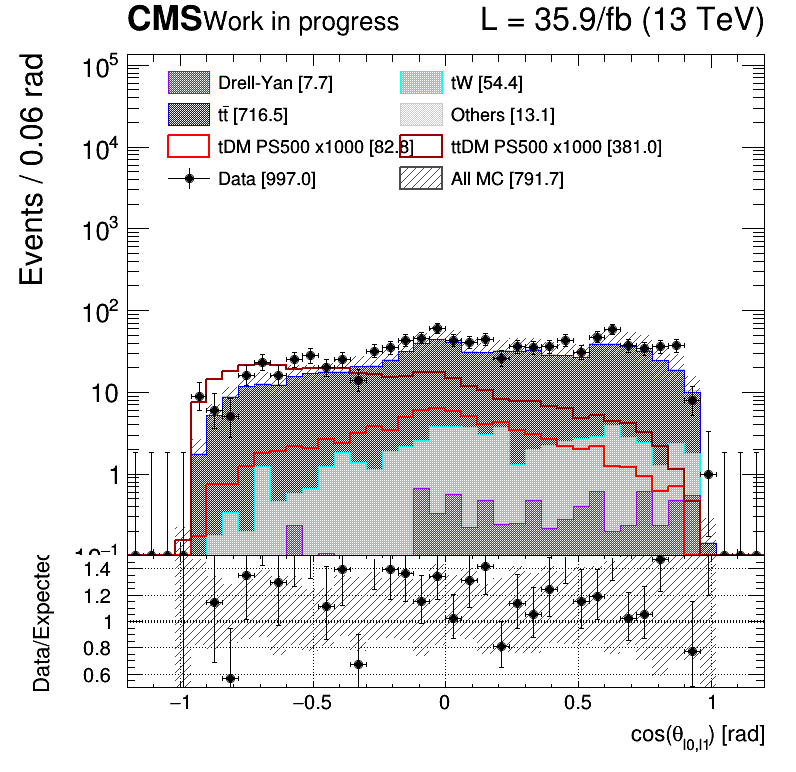 CMS Work in progress L = 35.9/fb (13 TeV)
Events / 0.06 rad
10⁵
10⁴
10³
10²
10
1
10⁻¹
Drell-Yan [7.7]
tW [54.4]
tt̄ [716.5]
Others [13.1]
tDM PS500 x1000 [82.8]
ttDM PS500 x1000 [381.0]
Data [997.0]
All MC [791.7]
Data/Expected
1.4
1.2
1.0
0.8
0.6
−1 −0.5 0 0.5 1
cos(θ_l0,l1) [rad]